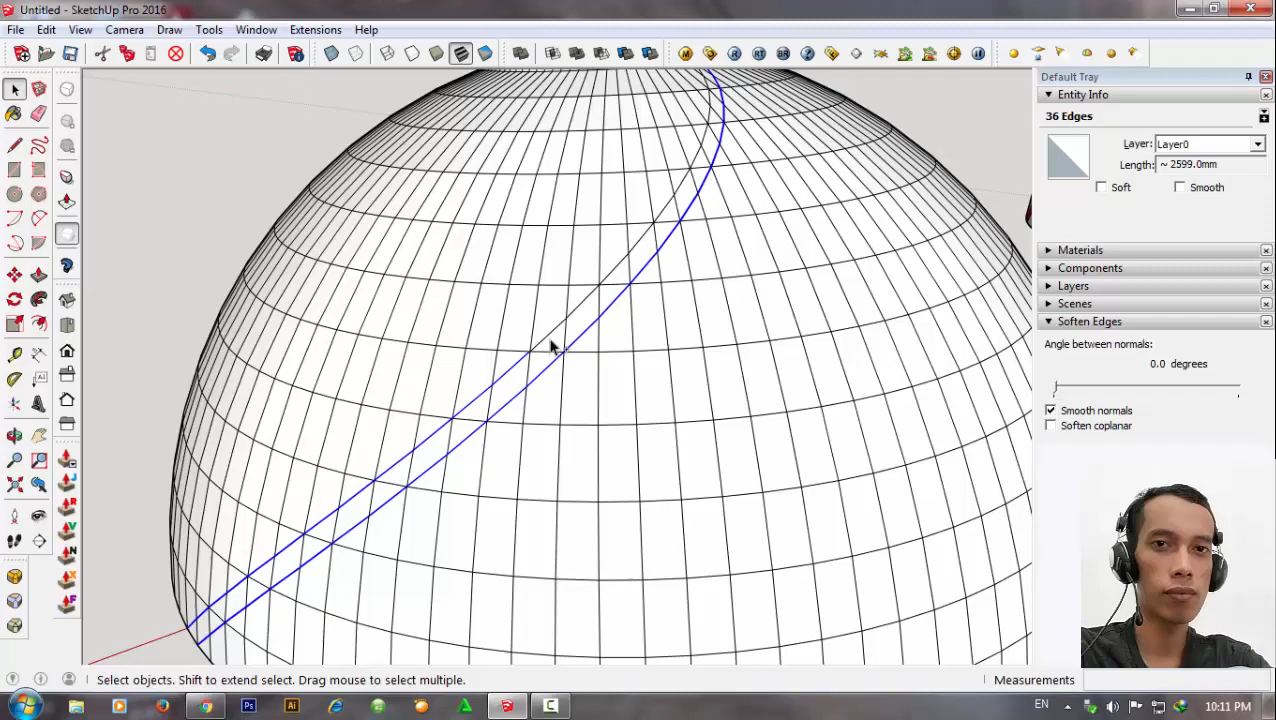 Untitled - SketchUp Pro 2016
File Edit View Camera Draw Tools Window Extensions Help
Default Tray
Entity Info
36 Edges
Layer: Layer0
Length: ~ 2599.0mm
Soft Smooth
Materials
Components
Layers
Scenes
Soften Edges
Angle between normals:
0.0 degrees
Smooth normals
Soften coplanar
Select objects. Shift to extend select. Drag mouse to select multiple.
Measurements
EN
10:11 PM